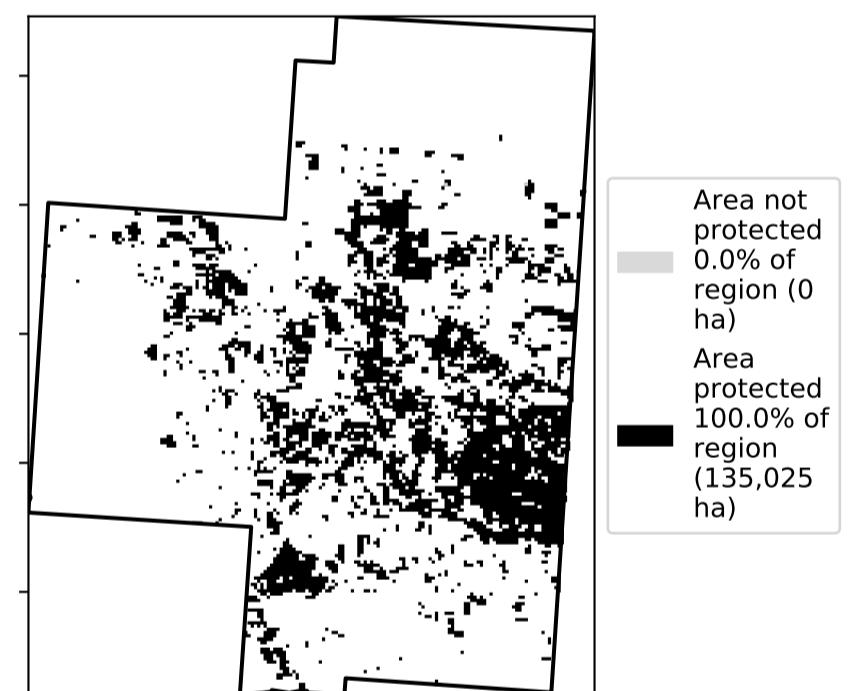 Area not
protected
0.0% of
region (0
ha)
Area
protected
100.0% of
region
(135,025
ha)